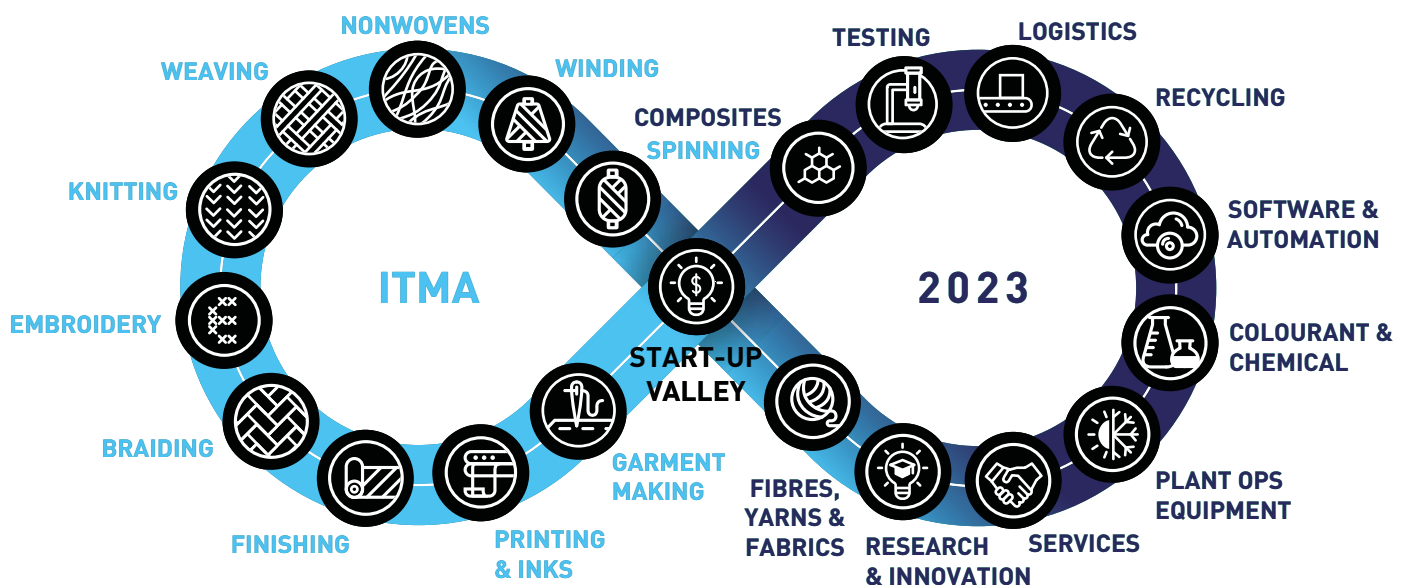 NONWOVENS
WEAVING
WINDING
KNITTING
SPINNING
ITMA
EMBROIDERY
BRAIDING
FINISHING
PRINTING
& INKS
GARMENT
MAKING
$
START-UP
VALLEY
COMPOSITES
TESTING
LOGISTICS
RECYCLING
SOFTWARE &
AUTOMATION
2023
COLOURANT &
CHEMICAL
PLANT OPS
EQUIPMENT
SERVICES
RESEARCH
& INNOVATION
FIBRES,
YARNS &
FABRICS